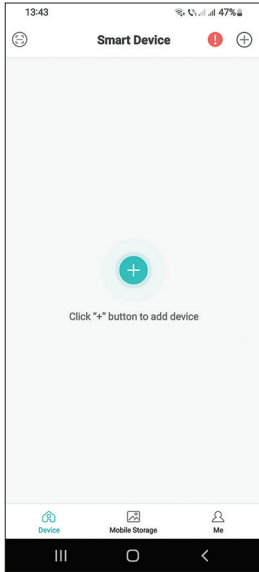 13:43 47%
Smart Device
Click "+" button to add device
Device Mobile Storage Me